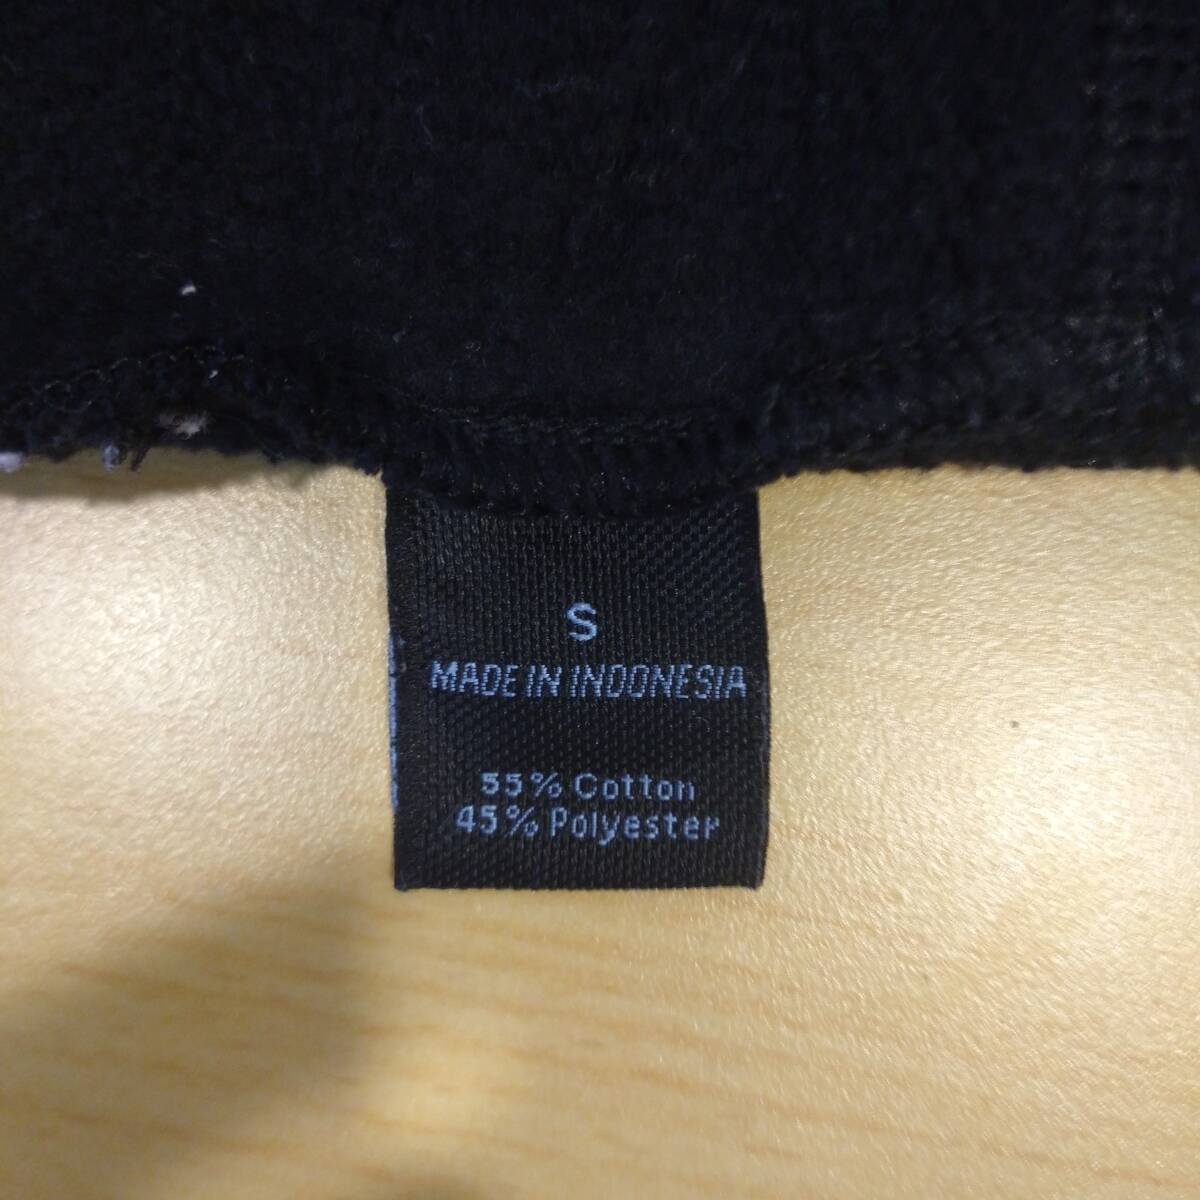 S
MADE IN INDONESIA
55% Cotton
45% Polyester